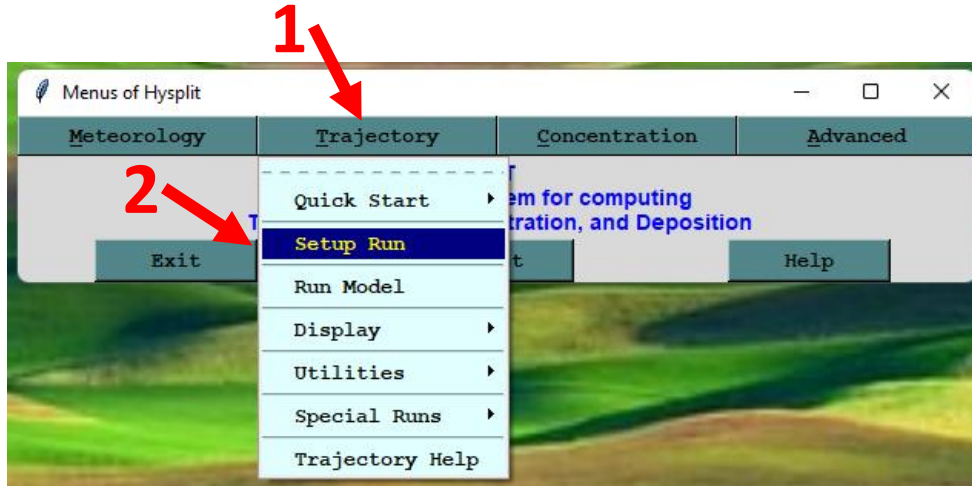 1
Menus of Hysplit
Meteorology Trajectory Concentration Advanced
2
em for computing
T tration, and Deposition
Exit t Help
Quick Start
Setup Run
Run Model
Display
Utilities
Special Runs
Trajectory Help